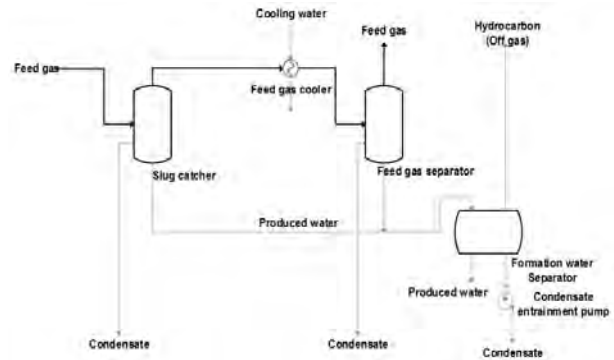 Cooling water
Feed gas
Hydrocarbon
(Off gas)
Feed gas
Feed gas cooler
Slug catcher
Feed gas separator
Produced water
Formation water
Separator
Produced water
Condensate
entrainment pump
Condensate
Condensate
Condensate